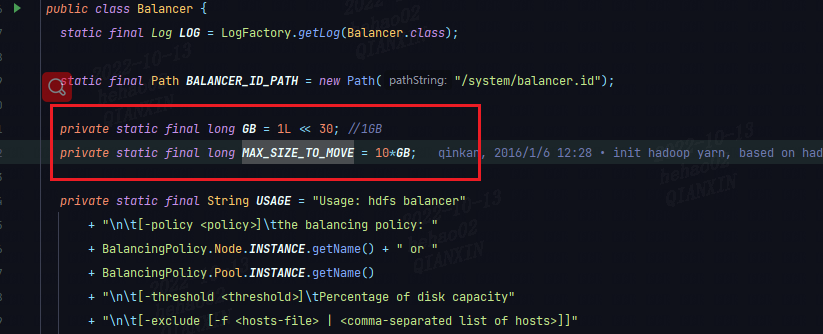 public class Balancer {
static final Log LOG = LogFactory.getLog(Balancer.class);
static final Path BALANCER_ID_PATH = new Path( pathString: "/system/balancer.id");
private static final long GB = 1L << 30; //1GB
private static final long MAX_SIZE_TO_MOVE = 10*GB; qinkan, 2016/1/6 12:28 • init hadoop yarn, based on had
private static final String USAGE = "Usage: hdfs balancer"
+ "\n\t[-policy <policy>]\tthe balancing policy: "
+ BalancingPolicy.Node.INSTANCE.getName() + " or "
+ BalancingPolicy.Pool.INSTANCE.getName()
+ "\n\t[-threshold <threshold>]\tPercentage of disk capacity"
+ "\n\t[-exclude [-f <hosts-file> | <comma-separated list of hosts>]]"